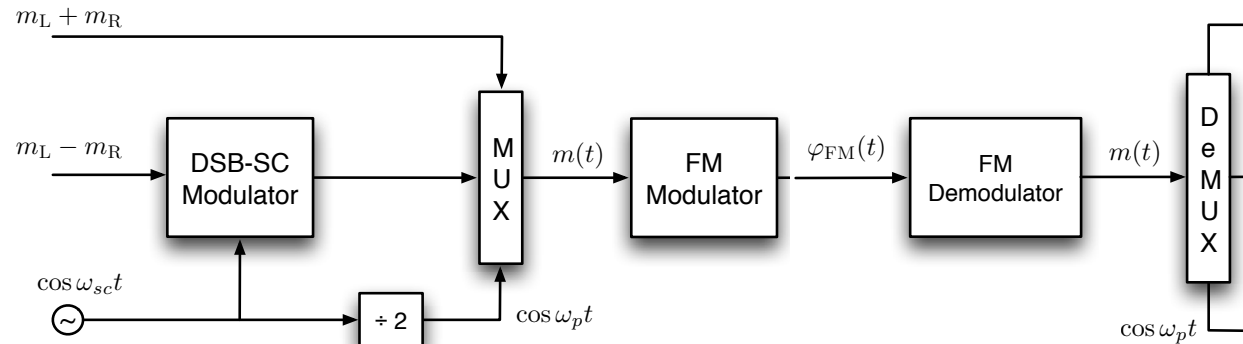 m_L + m_R
m_L − m_R
DSB-SC
Modulator
cos ω_sc t
~
÷ 2
cos ω_p t
M
U
X
m(t)
FM
Modulator
φ_FM(t)
FM
Demodulator
m(t)
D
e
M
U
X
cos ω_p t